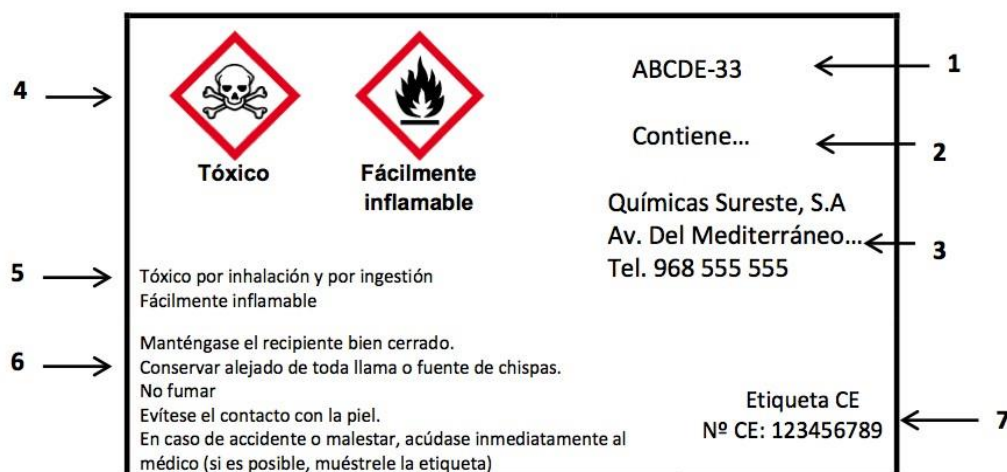 4
Tóxico
Fácilmente
inflamable
ABCDE-33
1
Contiene...
2
Químicas Sureste, S.A
Av. Del Mediterráneo...
Tel. 968 555 555
3
5
Tóxico por inhalación y por ingestión
Fácilmente inflamable
6
Manténgase el recipiente bien cerrado.
Conservar alejado de toda llama o fuente de chispas.
No fumar
Evítese el contacto con la piel.
En caso de accidente o malestar, acúdase inmediatamente al
médico (si es posible, muéstrele la etiqueta)
Etiqueta CE
Nº CE: 123456789
7